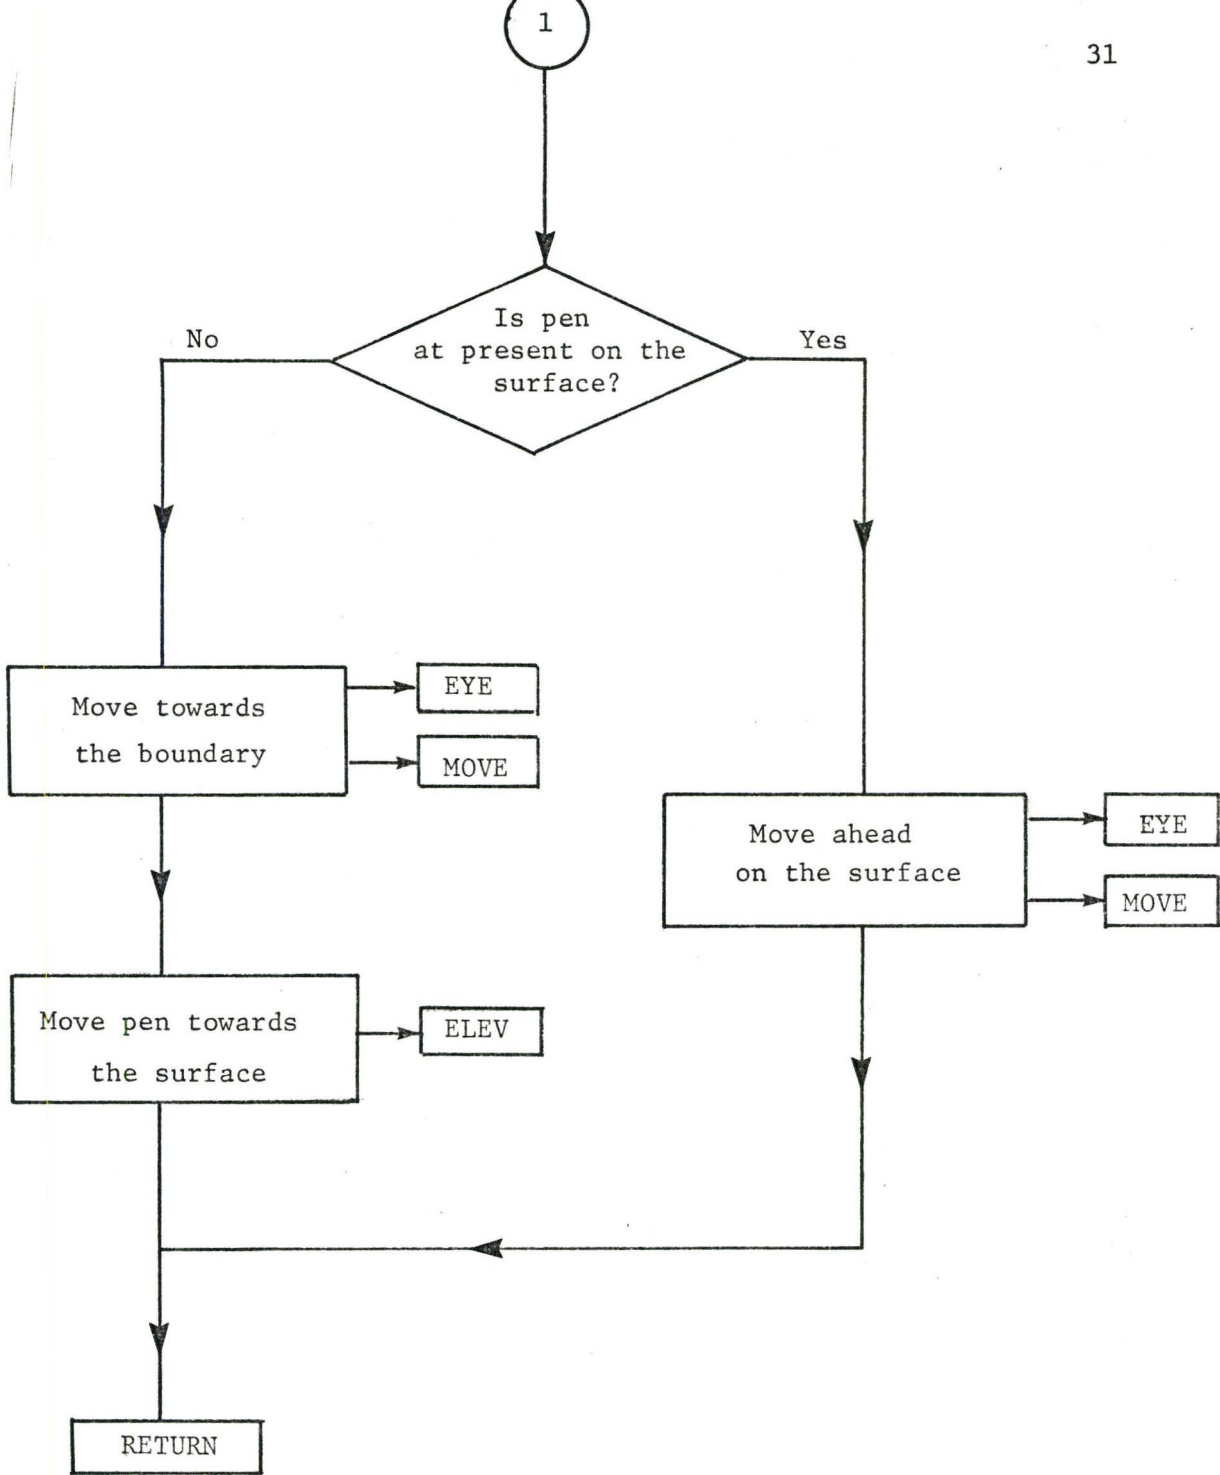 1
31
Is pen
at present on the
surface?
No
Yes
Move towards
the boundary
EYE
MOVE
Move ahead
on the surface
EYE
MOVE
Move pen towards
the surface
ELEV
RETURN